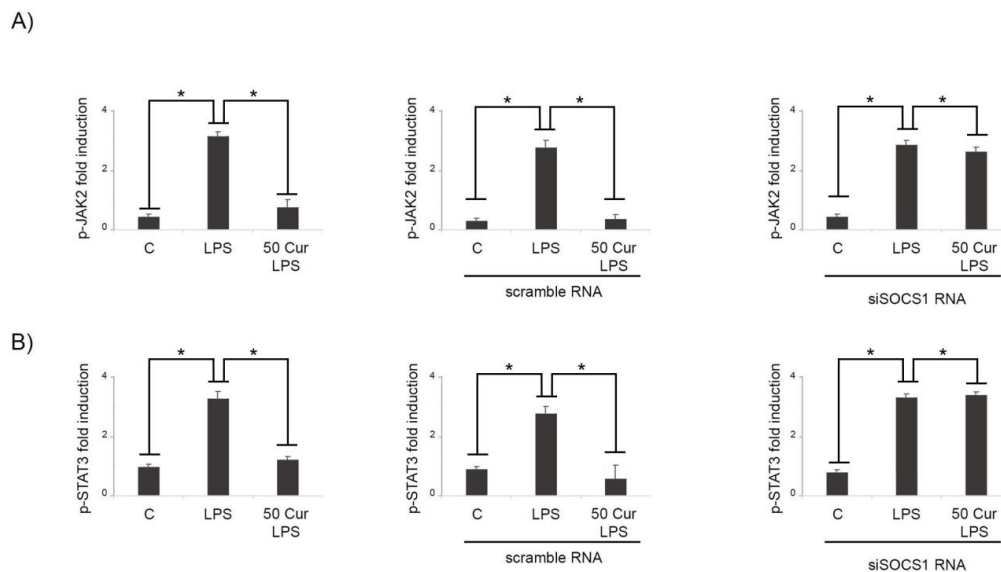 A)
* *
* *
* *
p-JAK2 fold induction
4
2
0
C
LPS
50 Cur
LPS
p-JAK2 fold induction
4
2
0
C
LPS
50 Cur
LPS
scramble RNA
p-JAK2 fold induction
4
2
0
C
LPS
50 Cur
LPS
siSOCS1 RNA
B)
* *
* *
* *
p-STAT3 fold induction
4
2
0
C
LPS
50 Cur
LPS
p-STAT3 fold induction
4
2
0
C
LPS
50 Cur
LPS
scramble RNA
p-STAT3 fold induction
4
2
0
C
LPS
50 Cur
LPS
siSOCS1 RNA